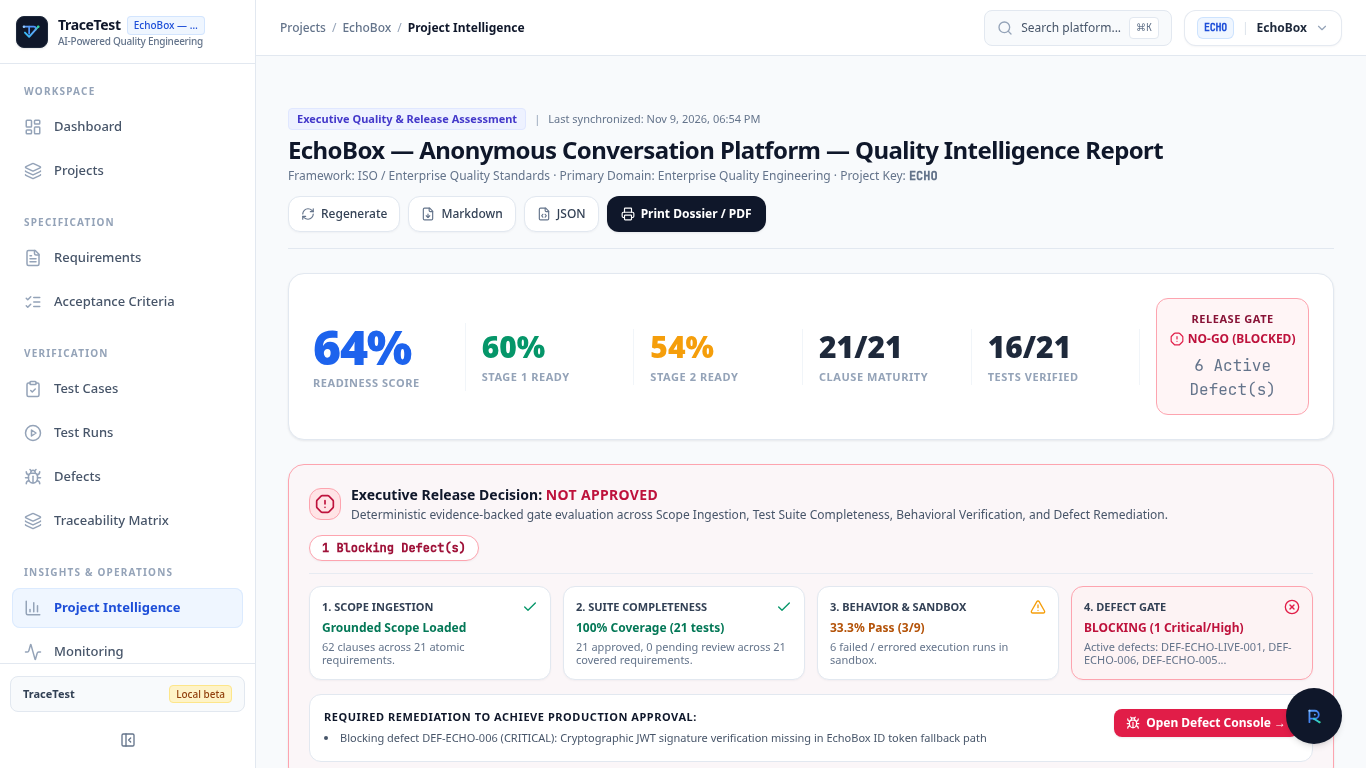 TraceTest
EchoBox — ...
AI-Powered Quality Engineering
WORKSPACE
Dashboard
Projects
SPECIFICATION
Requirements
Acceptance Criteria
VERIFICATION
Test Cases
Test Runs
Defects
Traceability Matrix
INSIGHTS & OPERATIONS
Project Intelligence
Monitoring
TraceTest
Local beta
Projects / EchoBox / Project Intelligence
Search platform...
⌘K
ECHO
EchoBox
Executive Quality & Release Assessment | Last synchronized: Nov 9, 2026, 06:54 PM
EchoBox — Anonymous Conversation Platform — Quality Intelligence Report
Framework: ISO / Enterprise Quality Standards · Primary Domain: Enterprise Quality Engineering · Project Key: ECHO
Regenerate
Markdown
JSON
Print Dossier / PDF
64%
READINESS SCORE
60%
STAGE 1 READY
54%
STAGE 2 READY
21/21
CLAUSE MATURITY
16/21
TESTS VERIFIED
RELEASE GATE
NO-GO (BLOCKED)
6 Active
Defect(s)
Executive Release Decision: NOT APPROVED
Deterministic evidence-backed gate evaluation across Scope Ingestion, Test Suite Completeness, Behavioral Verification, and Defect Remediation.
1 Blocking Defect(s)
1. SCOPE INGESTION
Grounded Scope Loaded
62 clauses across 21 atomic
requirements.
2. SUITE COMPLETENESS
100% Coverage (21 tests)
21 approved, 0 pending review across 21
covered requirements.
3. BEHAVIOR & SANDBOX
33.3% Pass (3/9)
6 failed / errored execution runs in
sandbox.
4. DEFECT GATE
BLOCKING (1 Critical/High)
Active defects: DEF-ECHO-LIVE-001, DEF-
ECHO-006, DEF-ECHO-005...
REQUIRED REMEDIATION TO ACHIEVE PRODUCTION APPROVAL:
• Blocking defect DEF-ECHO-006 (CRITICAL): Cryptographic JWT signature verification missing in EchoBox ID token fallback path
Open Defect Console →
R